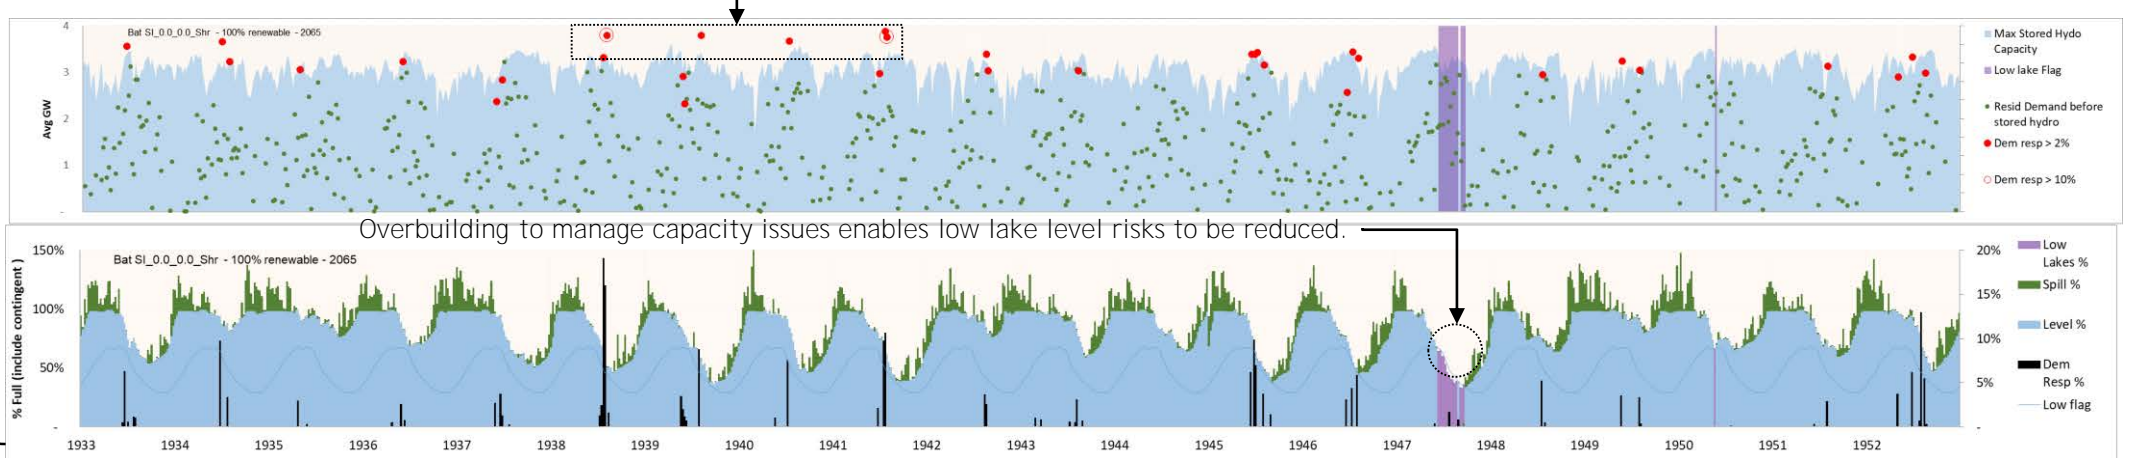 Bat SI_0.0_0.0_Shr - 100% renewable - 2065
Avg GW
4
3
2
1
-
Max Stored Hydo
Capacity
Low lake Flag
Resid Demand before
stored hydro
Dem resp > 2%
Dem resp > 10%
Overbuilding to manage capacity issues enables low lake level risks to be reduced.
Bat SI_0.0_0.0_Shr - 100% renewable - 2065
% Full (include contingent )
150%
100%
50%
-
20%
15%
10%
5%
-
Low
Lakes %
Spill %
Level %
Dem
Resp %
Low flag
1933 1934 1935 1936 1937 1938 1939 1940 1941 1942 1943 1944 1945 1946 1947 1948 1949 1950 1951 1952